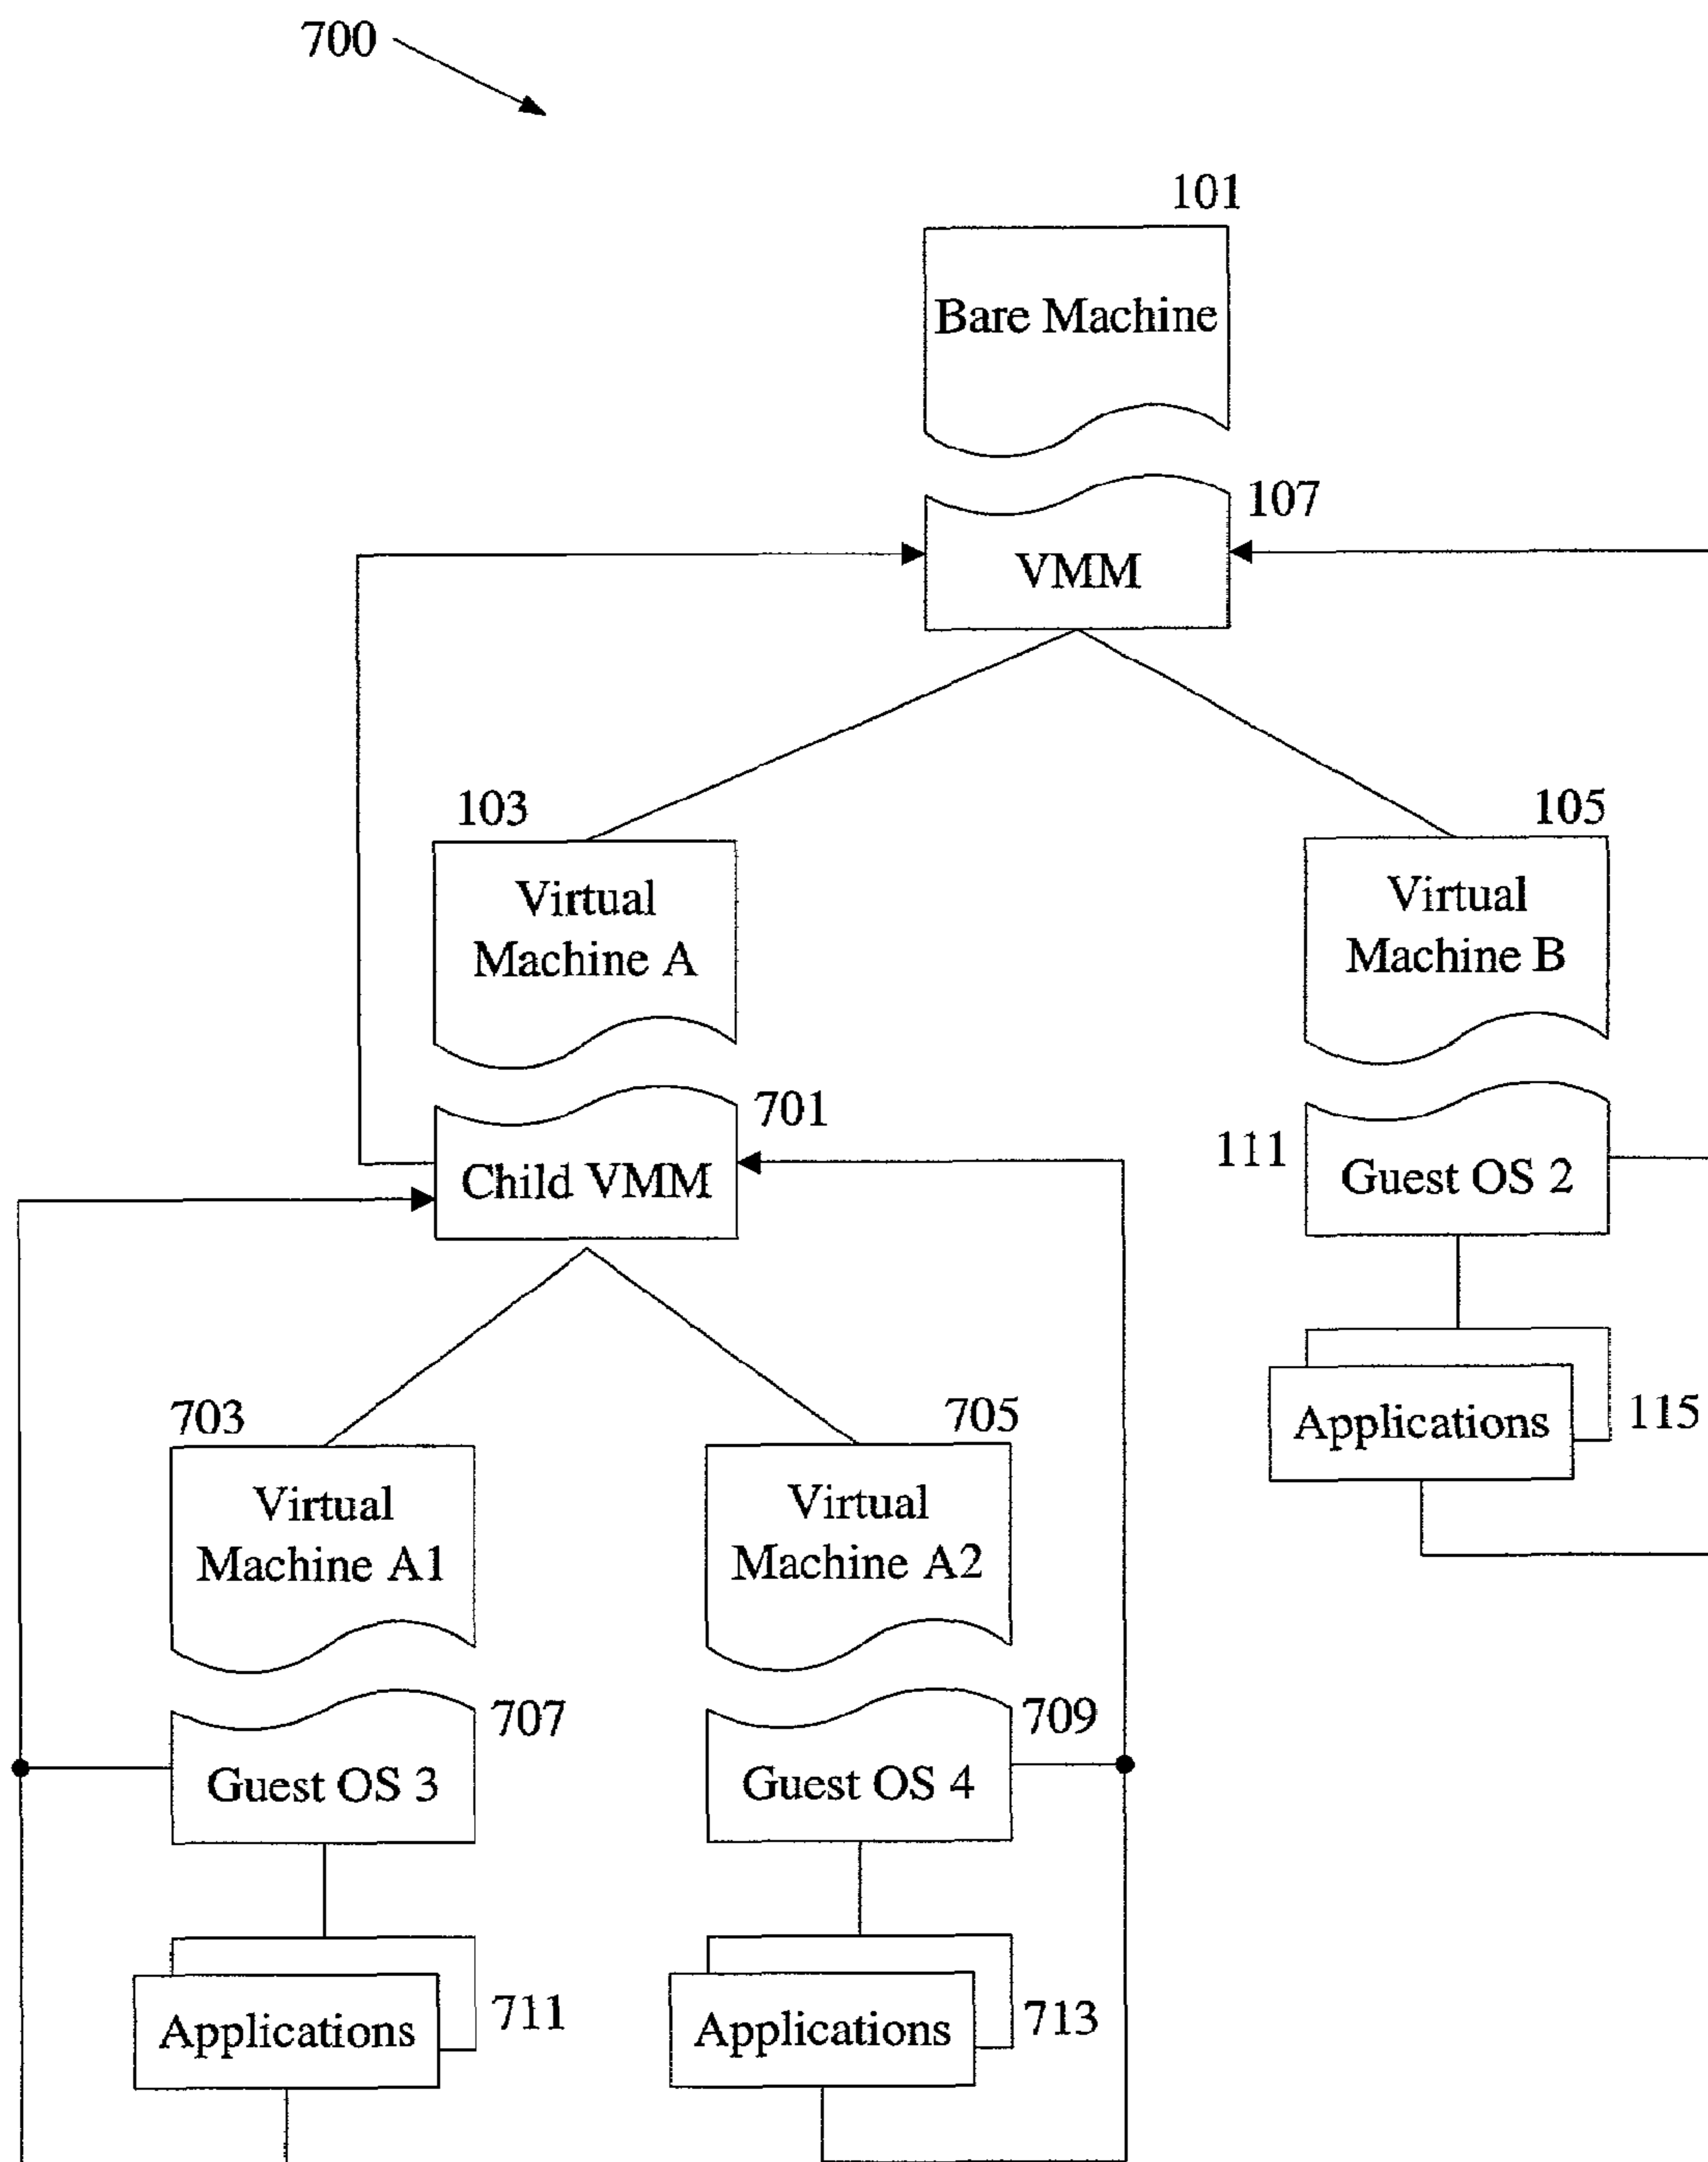 700
101
Bare Machine
107
VMM
103
Virtual
Machine A
105
Virtual
Machine B
701
Child VMM
111
Guest OS 2
115
Applications
703
Virtual
Machine A1
705
Virtual
Machine A2
707
Guest OS 3
709
Guest OS 4
711
Applications
713
Applications